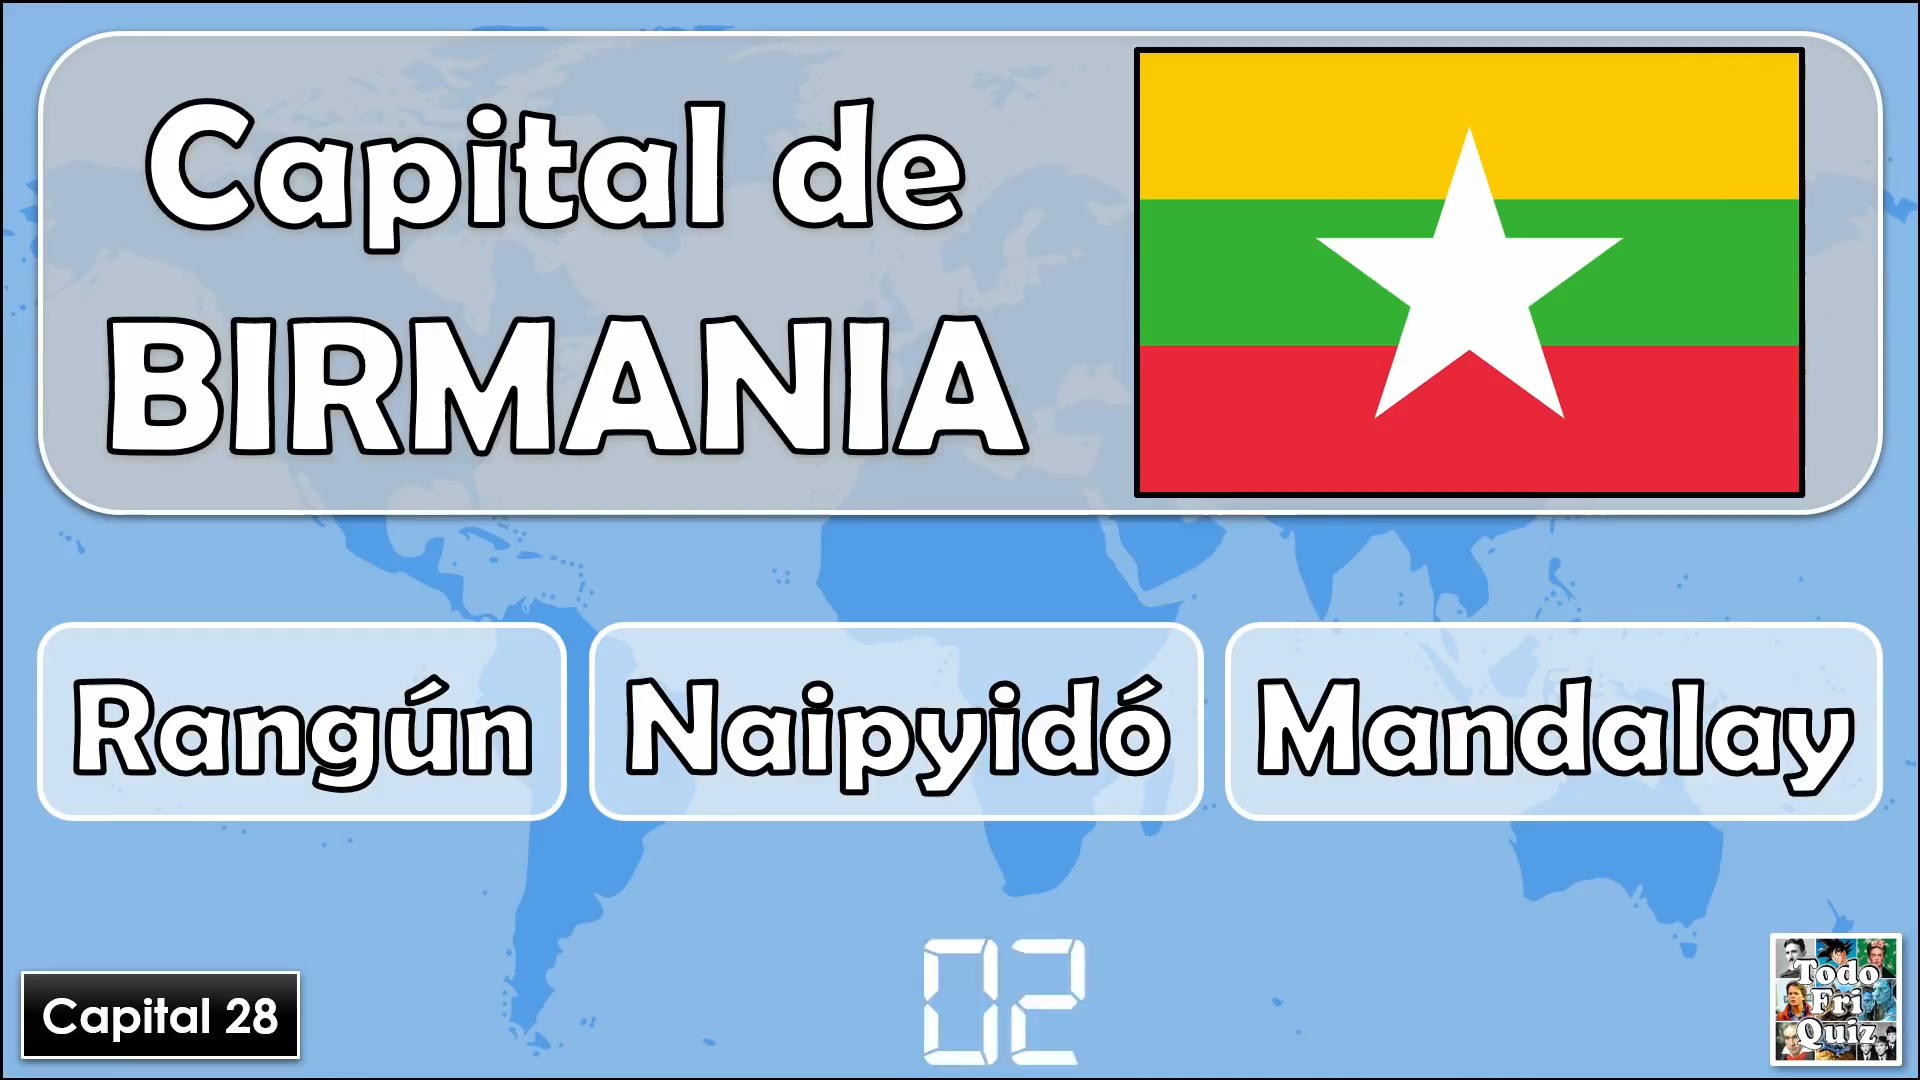 Capital de
BIRMANIA
Rangún
Naipyidó
Mandalay
02
Capital 28
Todo
Fri
Quiz